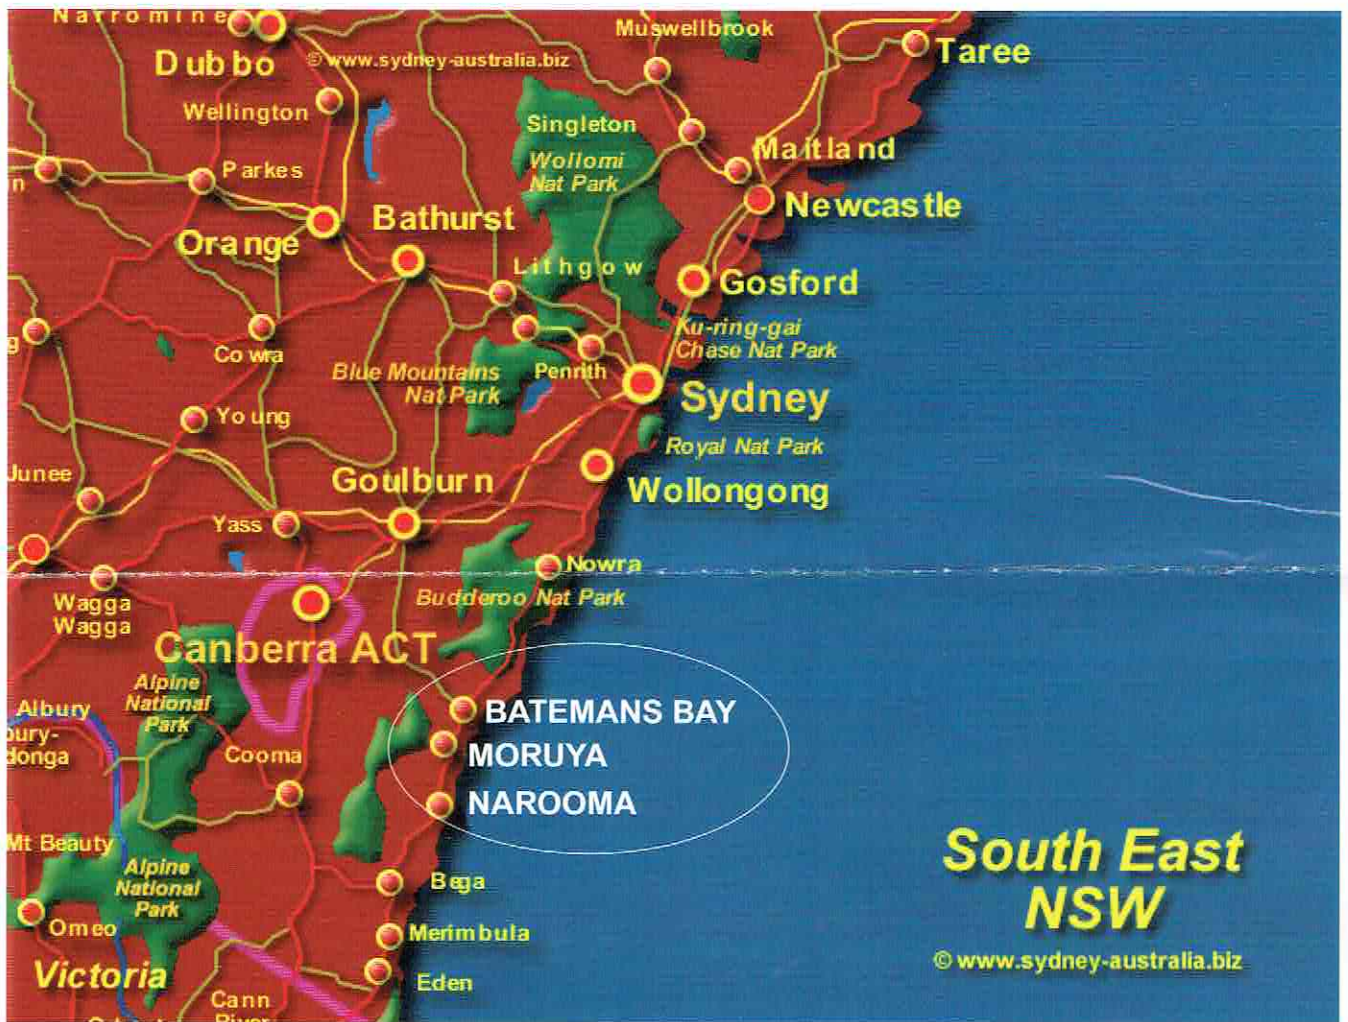 Narromine
Muswellbrook
Dubbo
© www.sydney-australia.biz
Taree
Wellington
Singleton
Maitland
Wollomi
Nat Park
Parkes
n
Newcastle
Bathurst
Orange
Lithgow
Gosford
Ku-ring-gai
Chase Nat Park
g
Cowra
Blue Mountains
Nat Park
Penrith
Sydney
Young
Royal Nat Park
Junee
Goulburn
Wollongong
Yass
Nowra
Wagga
Wagga
Budderoo Nat Park
Canberra ACT
Alpine
National
Park
Albury
bury-
donga
BATEMANS BAY
MORUYA
Cooma
NAROOMA
Mt Beauty
Alpine
National
Park
South East
NSW
Bega
Omeo
Merimbula
© www.sydney-australia.biz
Victoria
Eden
Cann
River